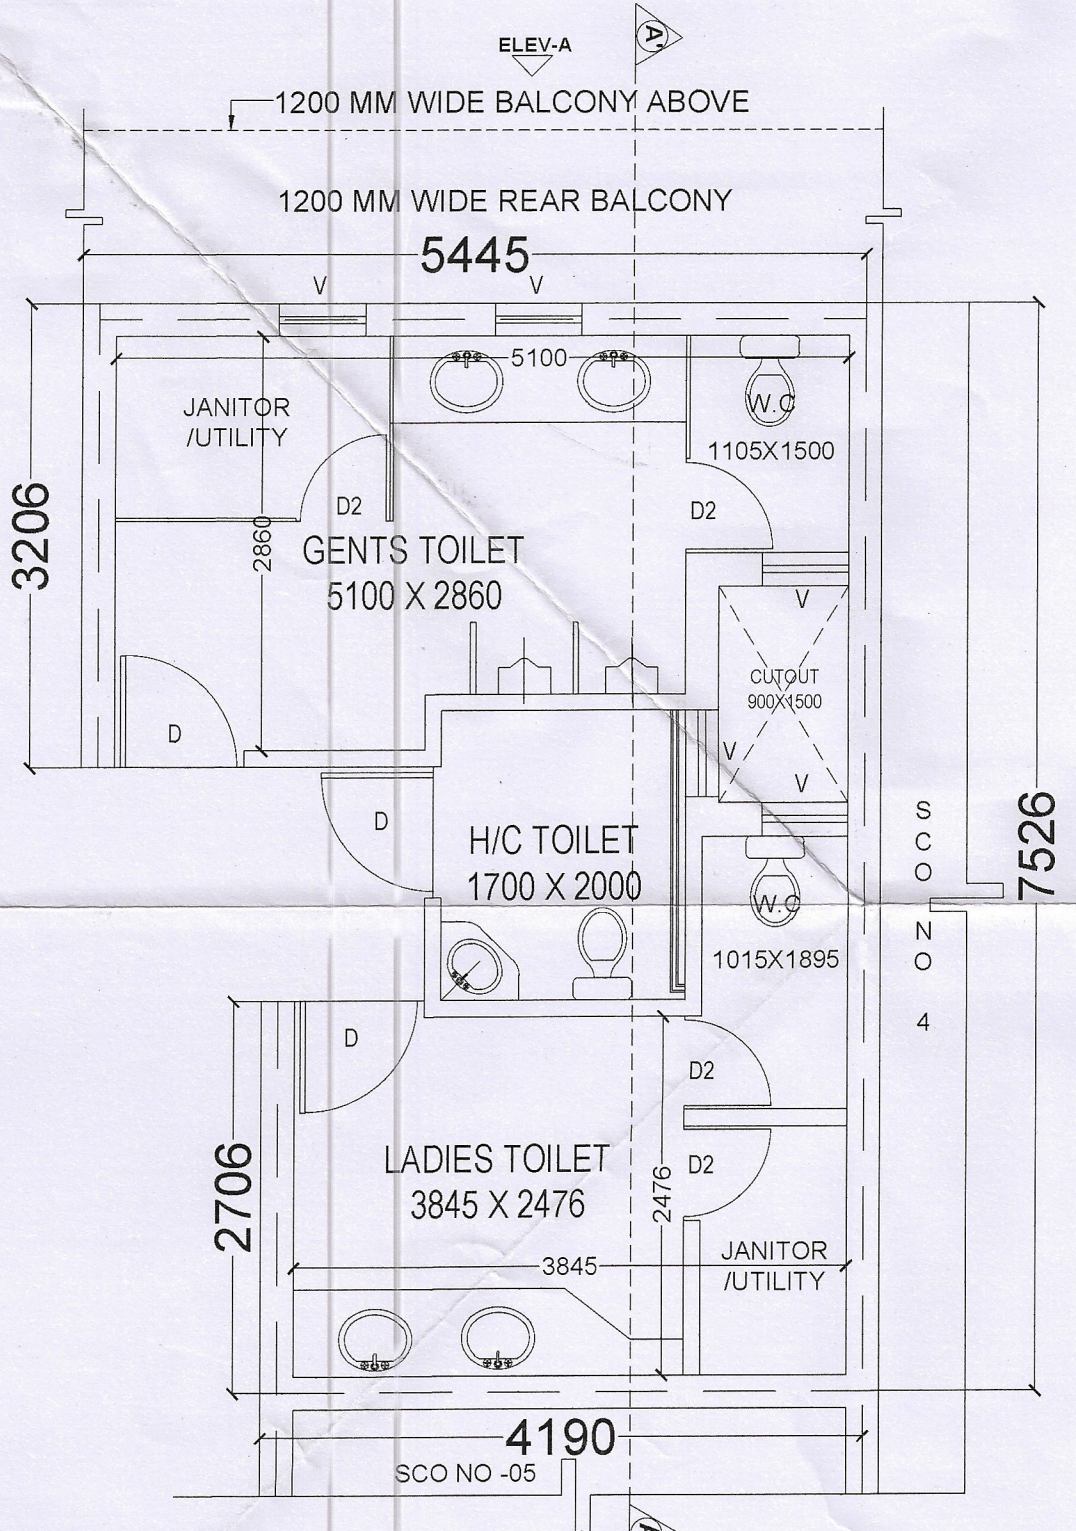 ELEV-A
A'
1200 MM WIDE BALCONY ABOVE
1200 MM WIDE REAR BALCONY
5445
V
V
5100
JANITOR
/UTILITY
W.C
1105X1500
D2
D2
3206
2860
GENTS TOILET
5100 X 2860
V
CUTOUT
900X1500
D
V
V
D
H/C TOILET
1700 X 2000
SCO NO 4
7526
W.C
1015X1895
D
D2
2706
LADIES TOILET
3845 X 2476
D2
2476
JANITOR
/UTILITY
3845
4190
SCO NO -05
A